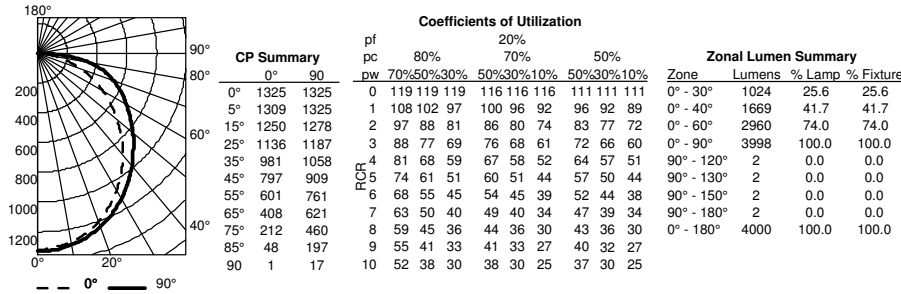 180°
90°
80°
200
400
600
60°
800
1000
40°
1200
0° 20°
0° 90°
CP Summary
0° 90
0° 1325 1325
5° 1309 1325
15° 1250 1278
25° 1136 1187
35° 981 1058
45° 797 909
55° 601 761
65° 408 621
75° 212 460
85° 48 197
90 1 17
Coefficients of Utilization
pf 20%
pc 80% 70% 50%
pw 70%50%30% 50%30%10% 50%30%10%
RCR
0 119 119 119 116 116 116 111 111 111
1 108 102 97 100 96 92 96 92 89
2 97 88 81 86 80 74 83 77 72
3 88 77 69 76 68 61 72 66 60
4 81 68 59 67 58 52 64 57 51
5 74 61 51 60 51 44 57 50 44
6 68 55 45 54 45 39 52 44 38
7 63 50 40 49 40 34 47 39 34
8 59 45 36 44 36 30 43 36 30
9 55 41 33 41 33 27 40 32 27
10 52 38 30 38 30 25 37 30 25
Zonal Lumen Summary
Zone Lumens % Lamp % Fixture
0° - 30° 1024 25.6 25.6
0° - 40° 1669 41.7 41.7
0° - 60° 2960 74.0 74.0
0° - 90° 3998 100.0 100.0
90° - 120° 2 0.0 0.0
90° - 130° 2 0.0 0.0
90° - 150° 2 0.0 0.0
90° - 180° 2 0.0 0.0
0° - 180° 4000 100.0 100.0